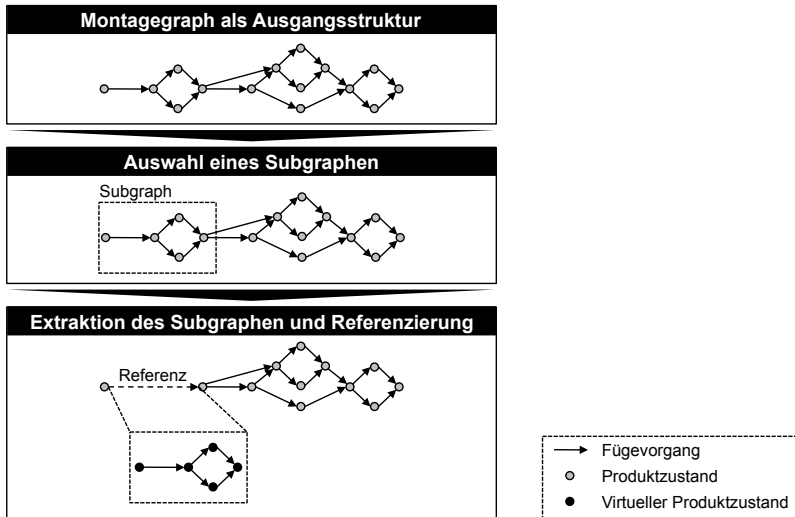 Montagegraph als Ausgangsstruktur
Auswahl eines Subgraphen
Subgraph
Extraktion des Subgraphen und Referenzierung
Referenz
Fügevorgang
Produktzustand
Virtueller Produktzustand